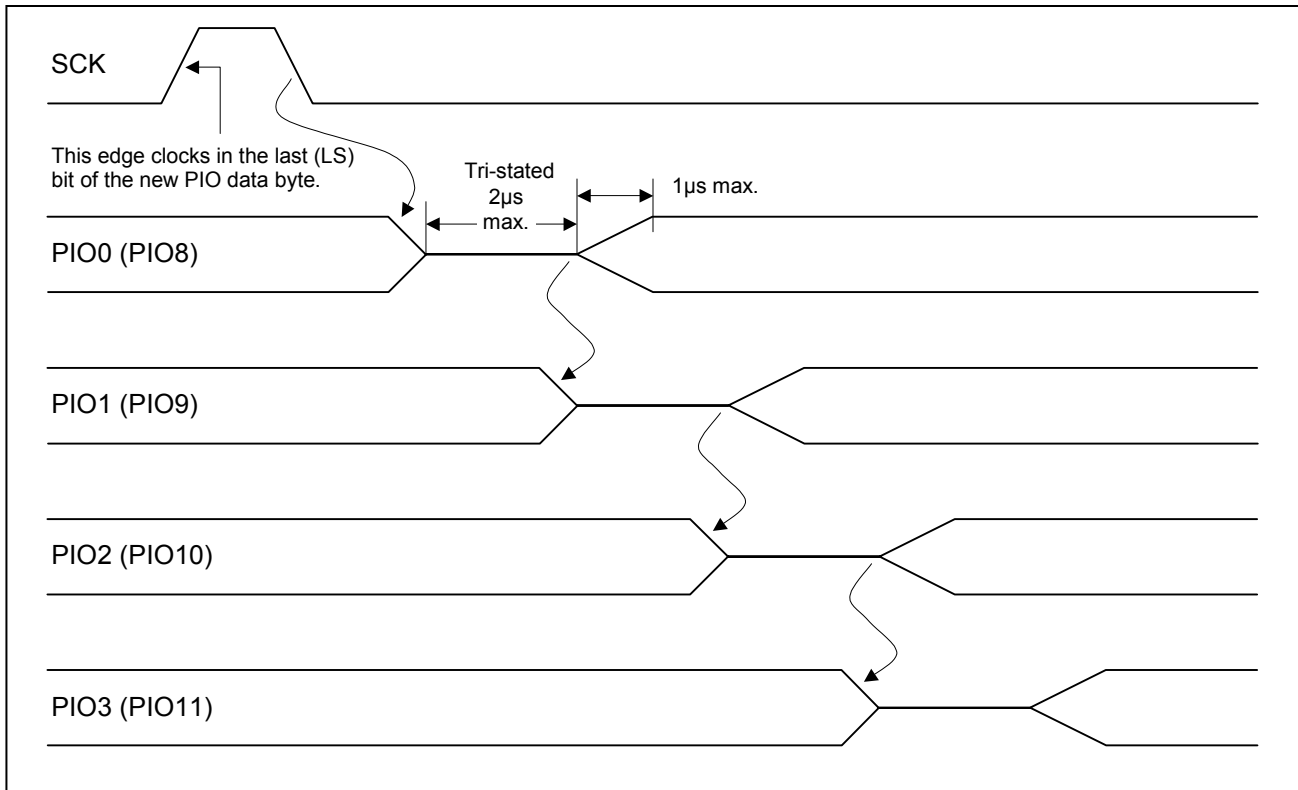 SCK
This edge clocks in the last (LS)
bit of the new PIO data byte.
Tri-stated
2µs
max.
1µs max.
PIO0 (PIO8)
PIO1 (PIO9)
PIO2 (PIO10)
PIO3 (PIO11)